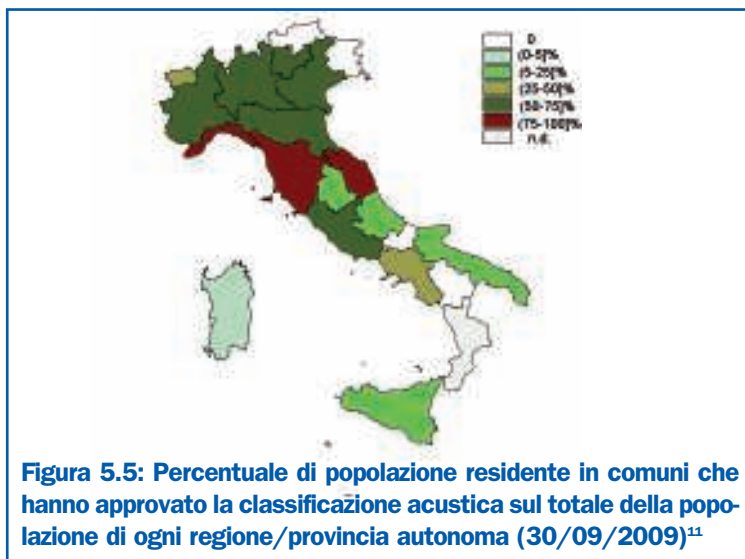 0
(0-5]%
(5-25]%
(25-50]%
(50-75]%
(75-100]%
n.d.
Figura 5.5: Percentuale di popolazione residente in comuni che
hanno approvato la classificazione acustica sul totale della popo-
lazione di ogni regione/provincia autonoma (30/09/2009)¹¹